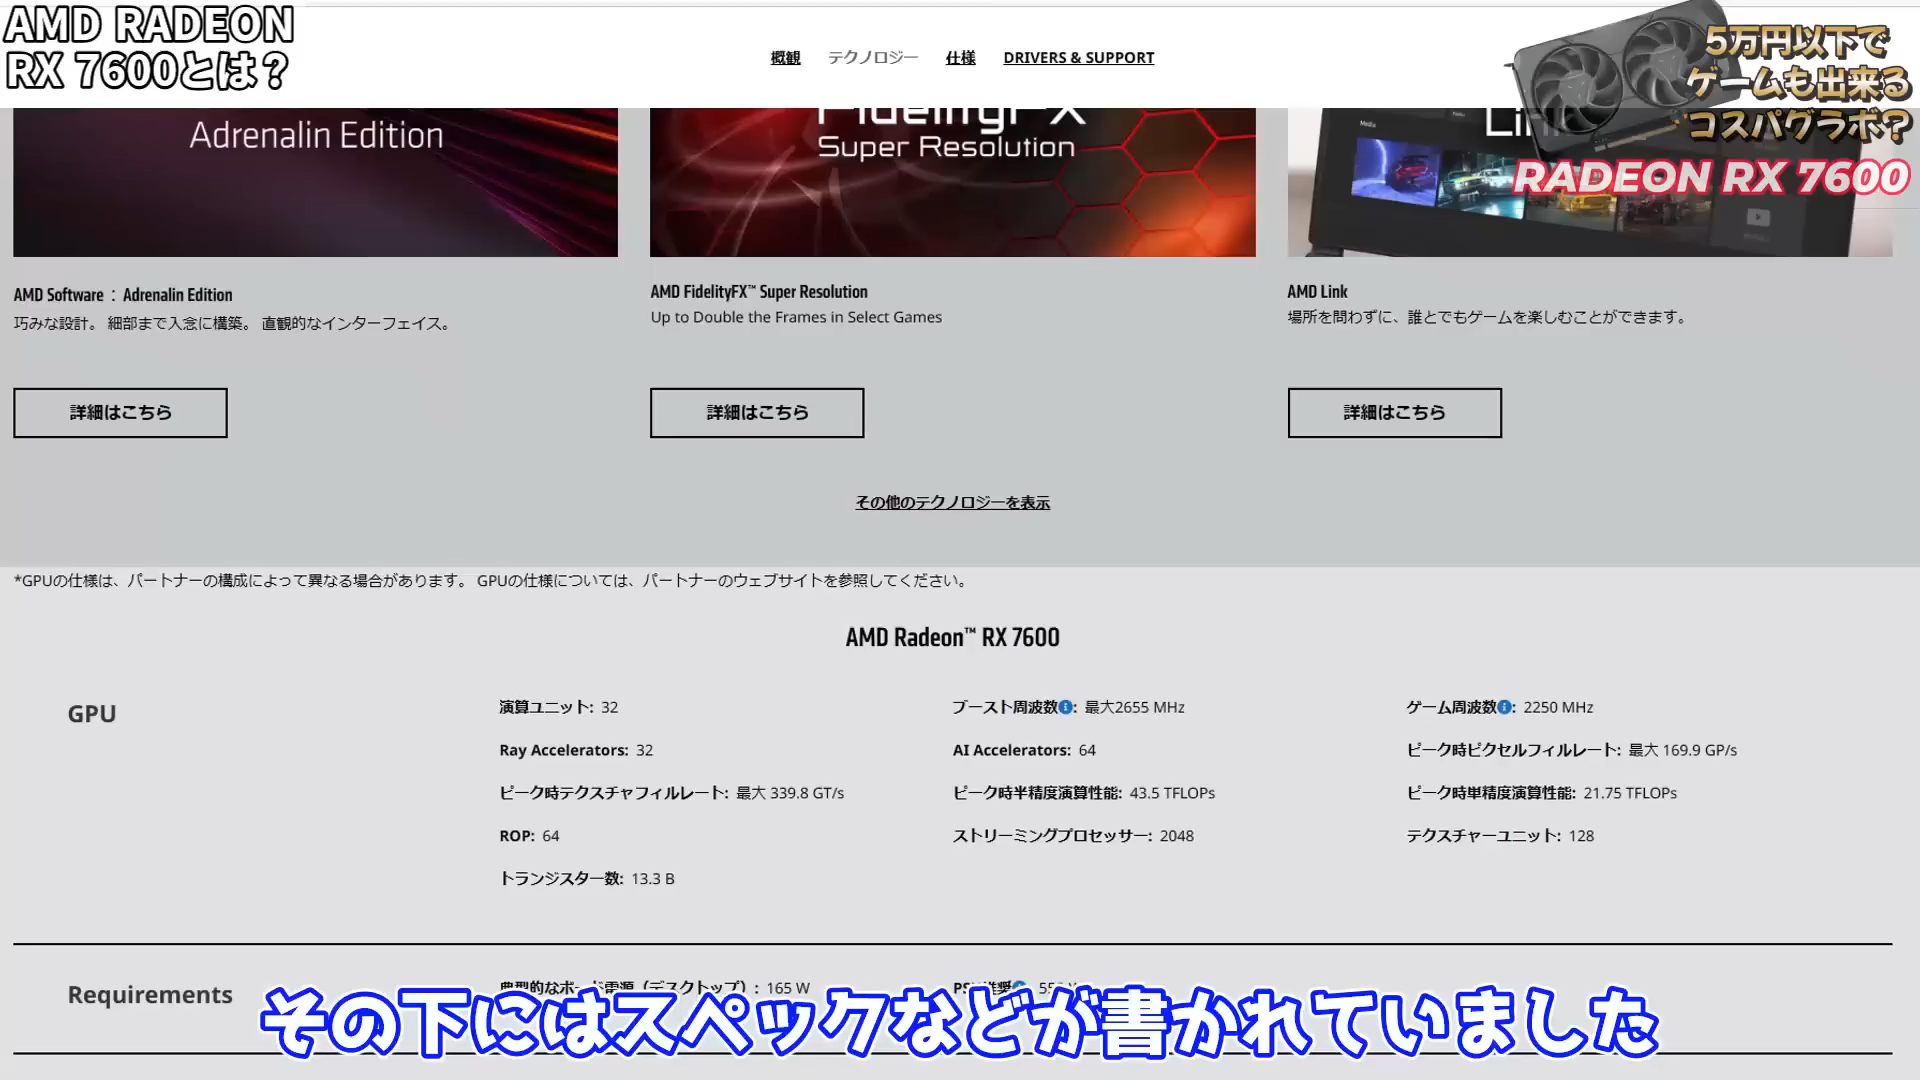 AMD RADEON
RX 7600とは？
概観 テクノロジー 仕様 DRIVERS & SUPPORT
5万円以下で
ゲームも出来る
コスパグラボ?
RADEON RX 7600
Adrenalin Edition
FidelityFX
Super Resolution
Link
Media
AMD Software：Adrenalin Edition
巧みな設計。 細部まで入念に構築。 直観的なインターフェイス。
詳細はこちら
AMD FidelityFX™ Super Resolution
Up to Double the Frames in Select Games
詳細はこちら
AMD Link
場所を問わずに、誰とでもゲームを楽しむことができます。
詳細はこちら
その他のテクノロジーを表示
*GPUの仕様は、パートナーの構成によって異なる場合があります。 GPUの仕様については、パートナーのウェブサイトを参照してください。
AMD Radeon™ RX 7600
GPU
演算ユニット: 32 ブースト周波数: 最大2655 MHz ゲーム周波数: 2250 MHz
Ray Accelerators: 32 AI Accelerators: 64 ピーク時ピクセルフィルレート: 最大 169.9 GP/s
ピーク時テクスチャフィルレート: 最大 339.8 GT/s ピーク時半精度演算性能: 43.5 TFLOPs ピーク時単精度演算性能: 21.75 TFLOPs
ROP: 64 ストリーミングプロセッサー: 2048 テクスチャーユニット: 128
トランジスター数: 13.3 B
Requirements
典型的なボード電源（デスクトップ）: 165 W
その下にはスペックなどが書かれていました